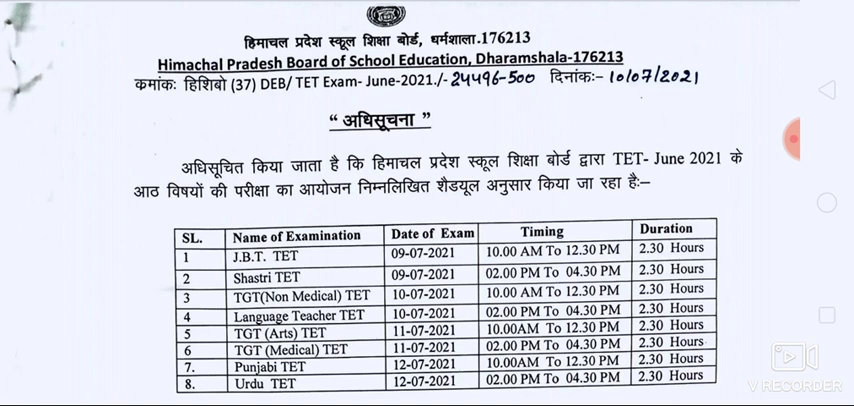 हिमाचल प्रदेश स्कूल शिक्षा बोर्ड, धर्मशाला.176213
Himachal Pradesh Board of School Education, Dharamshala-176213
कमांकः हिशिबो (37) DEB/ TET Exam- June-2021./- 24496-500 दिनांकः- 10/07/2021
“ अधिसूचना ”
अधिसूचित किया जाता है कि हिमाचल प्रदेश स्कूल शिक्षा बोर्ड द्वारा TET- June 2021 के
आठ विषयों की परीक्षा का आयोजन निम्नलिखित शैडयूल अनुसार किया जा रहा हैः–
SL. Name of Examination Date of Exam Timing Duration
1 J.B.T. TET 09-07-2021 10.00 AM To 12.30 PM 2.30 Hours
2 Shastri TET 09-07-2021 02.00 PM To 04.30 PM 2.30 Hours
3 TGT(Non Medical) TET 10-07-2021 10.00 AM To 12.30 PM 2.30 Hours
4 Language Teacher TET 10-07-2021 02.00 PM To 04.30 PM 2.30 Hours
5 TGT (Arts) TET 11-07-2021 10.00AM To 12.30 PM 2.30 Hours
6 TGT (Medical) TET 11-07-2021 02.00 PM To 04.30 PM 2.30 Hours
7. Punjabi TET 12-07-2021 10.00AM To 12.30 PM 2.30 Hours
8. Urdu TET 12-07-2021 02.00 PM To 04.30 PM 2.30 Hours
V RECORDER